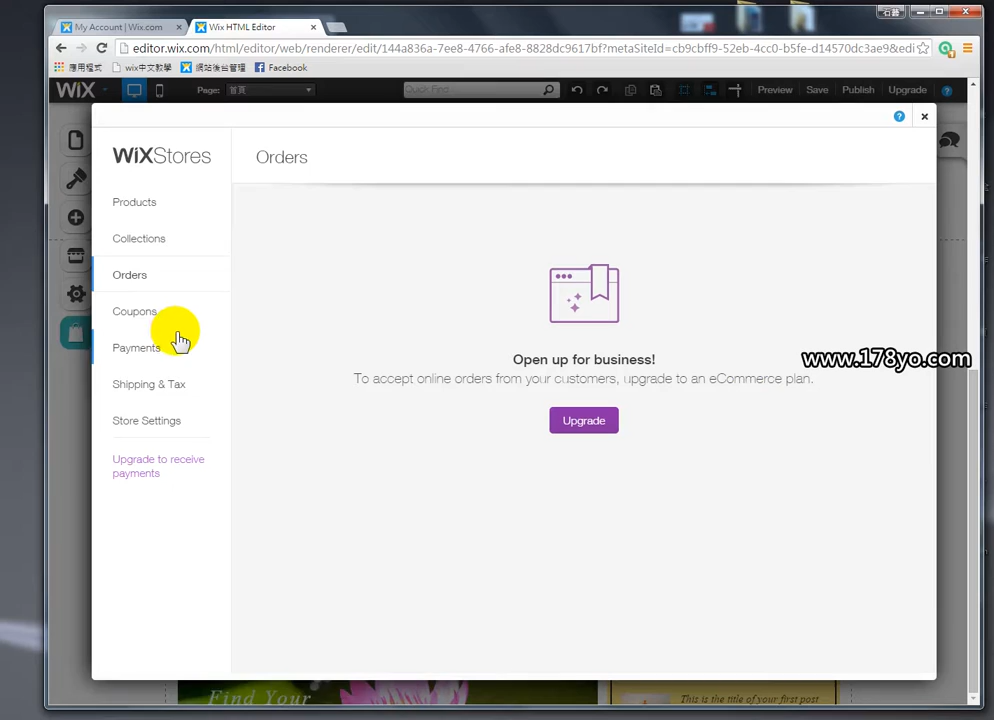 石器
My Account | Wix.com
Wix HTML Editor
editor.wix.com/html/editor/web/renderer/edit/144a836a-7ee8-4766-afe8-8828dc9617bf?metaSiteId=cb9cbff9-52eb-4cc0-b5fe-d14570dc3ae9&edi
應用程式
wix中文教學
網站後台管理
Facebook
WiX
Page:
首頁
Quick Find
Preview
Save
Publish
Upgrade
WiXStores
Orders
Products
Collections
Orders
Coupons
Payments
Shipping & Tax
Store Settings
Upgrade to receive
payments
Open up for business!
To accept online orders from your customers, upgrade to an eCommerce plan.
Upgrade
www.178yo.com
Find Your
This is the title of your first post